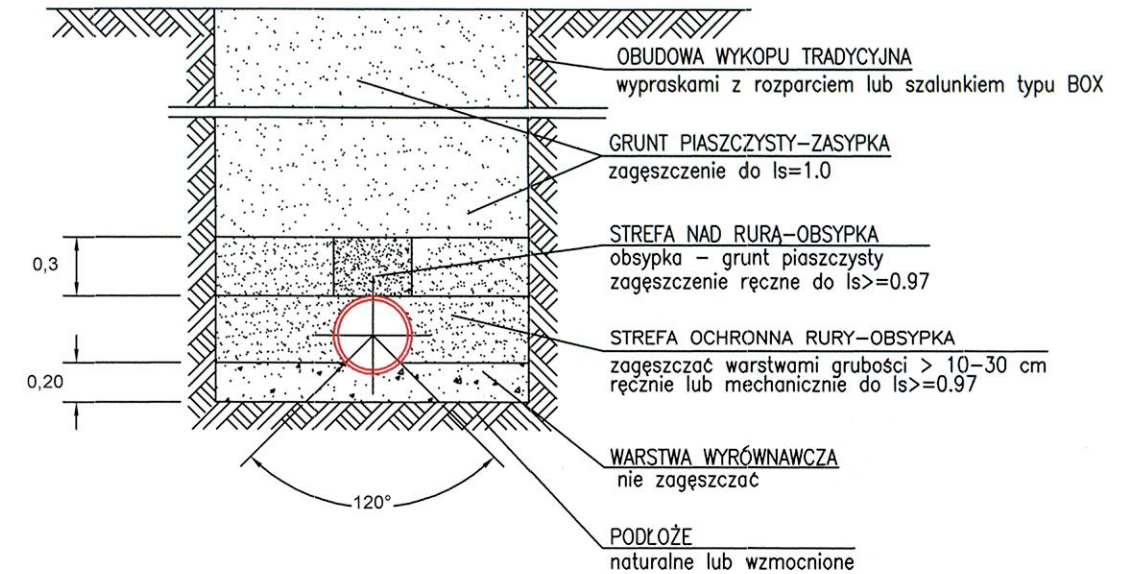 OBUDOWA WYKOPU TRADYCYJNA
wypraskami z rozparciem lub szalunkiem typu BOX
GRUNT PIASZCZYSTY-ZASYPKA
zagęszczenie do Is=1.0
STREFA NAD RURĄ-OBSYPKA
obsypka – grunt piaszczysty
zagęszczenie ręczne do Is>=0.97
0,3
STREFA OCHRONNA RURY-OBSYPKA
zagęszczać warstwami grubości > 10-30 cm
ręcznie lub mechanicznie do Is>=0.97
0,20
WARSTWA WYRÓWNAWCZA
nie zagęszczać
120°
PODŁOŻE
naturalne lub wzmocnione